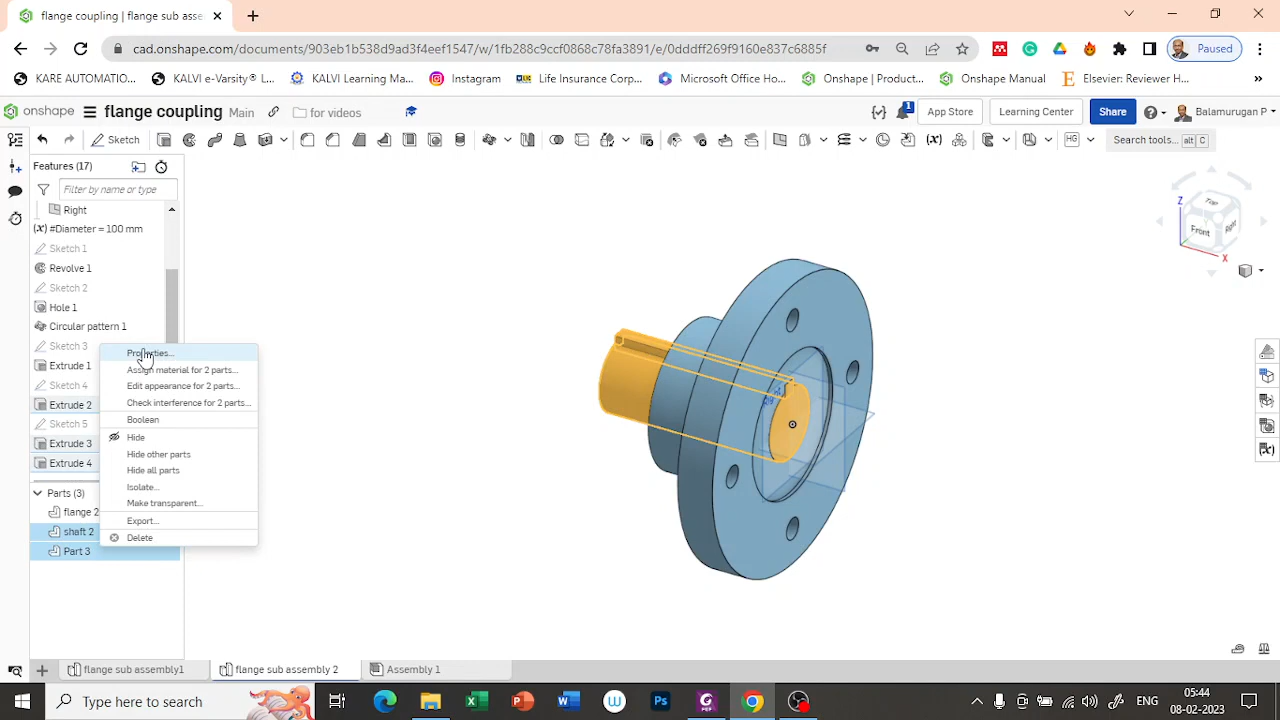 flange coupling | flange sub asse
cad.onshape.com/document/903eb1b538d9ad3f4eef1547/w/1fb288c9ccf0868c78fa3891/e/0dddff269f9160e837c6885f
Paused
KARE AUTOMATIO...
KALVI e-Varsity® L...
KALVI Learning Ma...
Instagram
Life Insurance Corp...
Microsoft Office Ho...
Onshape | Product...
Onshape Manual
Elsevier: Reviewer H...
»
onshape
flange coupling
Main
for videos
1
App Store
Learning Center
Share
Balamurugan P
Sketch
Search tools...
alt C
Features (17)
Filter by name or type
Right
#Diameter = 100 mm
Sketch 1
Revolve 1
Sketch 2
Hole 1
Circular pattern 1
Sketch 3
Extrude 1
Sketch 4
Extrude 2
Sketch 5
Extrude 3
Extrude 4
Parts (3)
flange 2
shaft 2
Part 3
Properties...
Assign material for 2 parts...
Edit appearance for 2 parts...
Check interference for 2 parts...
Boolean
Hide
Hide other parts
Hide all parts
Isolate...
Make transparent...
Export...
Delete
Top
Front
Right
Z
X
flange sub assembly1
flange sub assembly 2
Assembly 1
Type here to search
ENG
05:44
08-02-2023